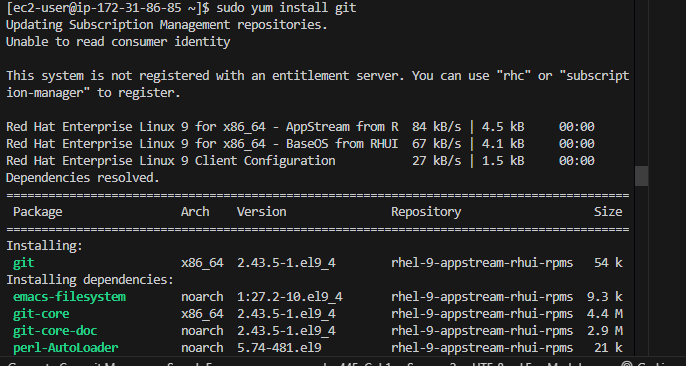 [ec2-user@ip-172-31-86-85 ~]$ sudo yum install git
Updating Subscription Management repositories.
Unable to read consumer identity
This system is not registered with an entitlement server. You can use "rhc" or "subscript
ion-manager" to register.
Red Hat Enterprise Linux 9 for x86_64 - AppStream from R  84 kB/s | 4.5 kB     00:00
Red Hat Enterprise Linux 9 for x86_64 - BaseOS from RHUI  67 kB/s | 4.1 kB     00:00
Red Hat Enterprise Linux 9 Client Configuration           27 kB/s | 1.5 kB     00:00
Dependencies resolved.
==========================================================================================
Package                 Arch    Version               Repository                  Size
==========================================================================================
Installing:
git                     x86_64  2.43.5-1.el9_4        rhel-9-appstream-rhui-rpms  54 k
Installing dependencies:
emacs-filesystem        noarch  1:27.2-10.el9_4       rhel-9-appstream-rhui-rpms  9.3 k
git-core                x86_64  2.43.5-1.el9_4        rhel-9-appstream-rhui-rpms  4.4 M
git-core-doc            noarch  2.43.5-1.el9_4        rhel-9-appstream-rhui-rpms  2.9 M
perl-AutoLoader         noarch  5.74-481.el9          rhel-9-appstream-rhui-rpms  21 k